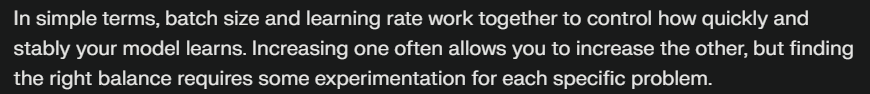 In simple terms, batch size and learning rate work together to control how quickly and
stably your model learns. Increasing one often allows you to increase the other, but finding
the right balance requires some experimentation for each specific problem.